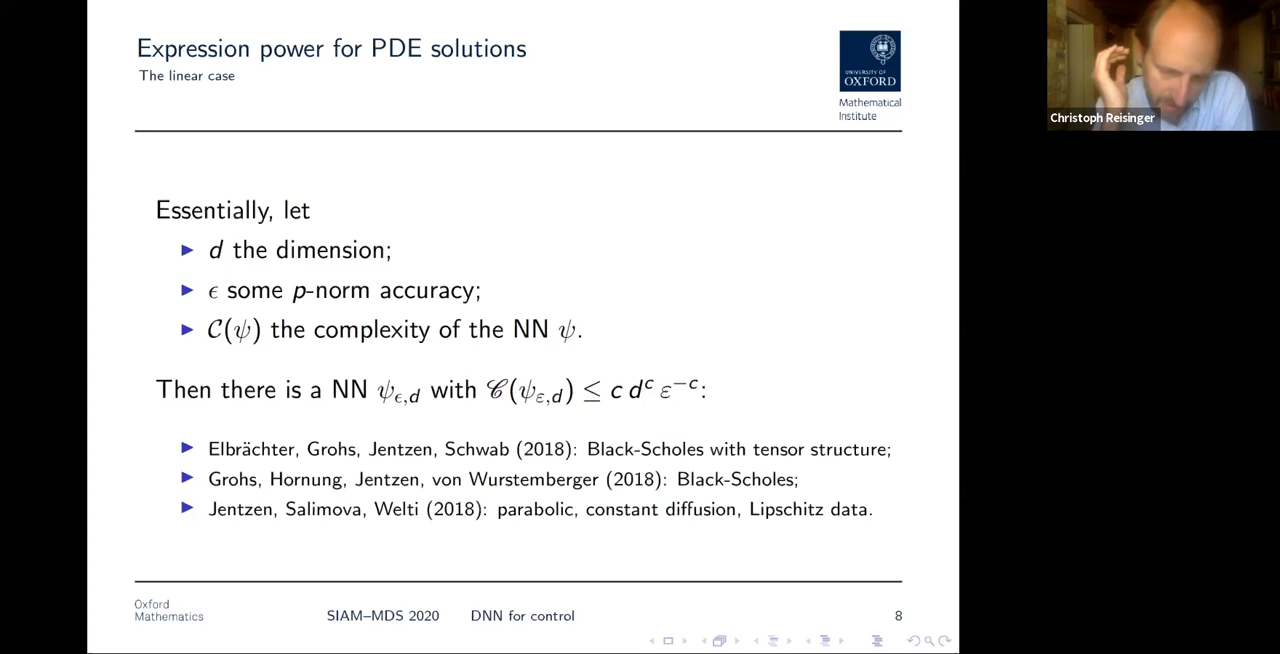 Expression power for PDE solutions
The linear case
UNIVERSITY OF
OXFORD
Mathematical
Institute
Christoph Reisinger
Essentially, let
▶ d the dimension;
▶ ϵ some p-norm accuracy;
▶ 𝒞(ψ) the complexity of the NN ψ.
Then there is a NN ψ_{ϵ,d} with 𝒞(ψ_{ε,d}) ≤ c d^c ε^{−c}:
▶ Elbrächter, Grohs, Jentzen, Schwab (2018): Black-Scholes with tensor structure;
▶ Grohs, Hornung, Jentzen, von Wurstemberger (2018): Black-Scholes;
▶ Jentzen, Salimova, Welti (2018): parabolic, constant diffusion, Lipschitz data.
Oxford
Mathematics
SIAM–MDS 2020 DNN for control 8